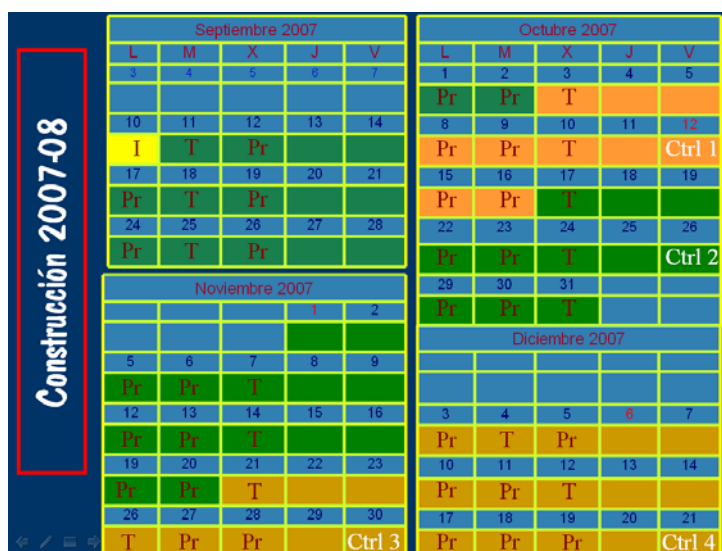 Construcción 2007-08
Septiembre 2007
L M X J V
3 4 5 6 7
10 11 12 13 14
I T Pr
17 18 19 20 21
Pr T Pr
24 25 26 27 28
Pr T Pr
Octubre 2007
L M X J V
1 2 3 4 5
Pr Pr T
8 9 10 11 12
Pr Pr T Ctrl 1
15 16 17 18 19
Pr Pr T
22 23 24 25 26
Pr Pr T Ctrl 2
29 30 31
Pr Pr T
Noviembre 2007
1 2
5 6 7 8 9
Pr Pr T
12 13 14 15 16
Pr Pr T
19 20 21 22 23
Pr Pr T
26 27 28 29 30
T Pr Pr Ctrl 3
Diciembre 2007
3 4 5 6 7
Pr T Pr
10 11 12 13 14
Pr Pr T
17 18 19 20 21
Pr Pr Pr Ctrl 4